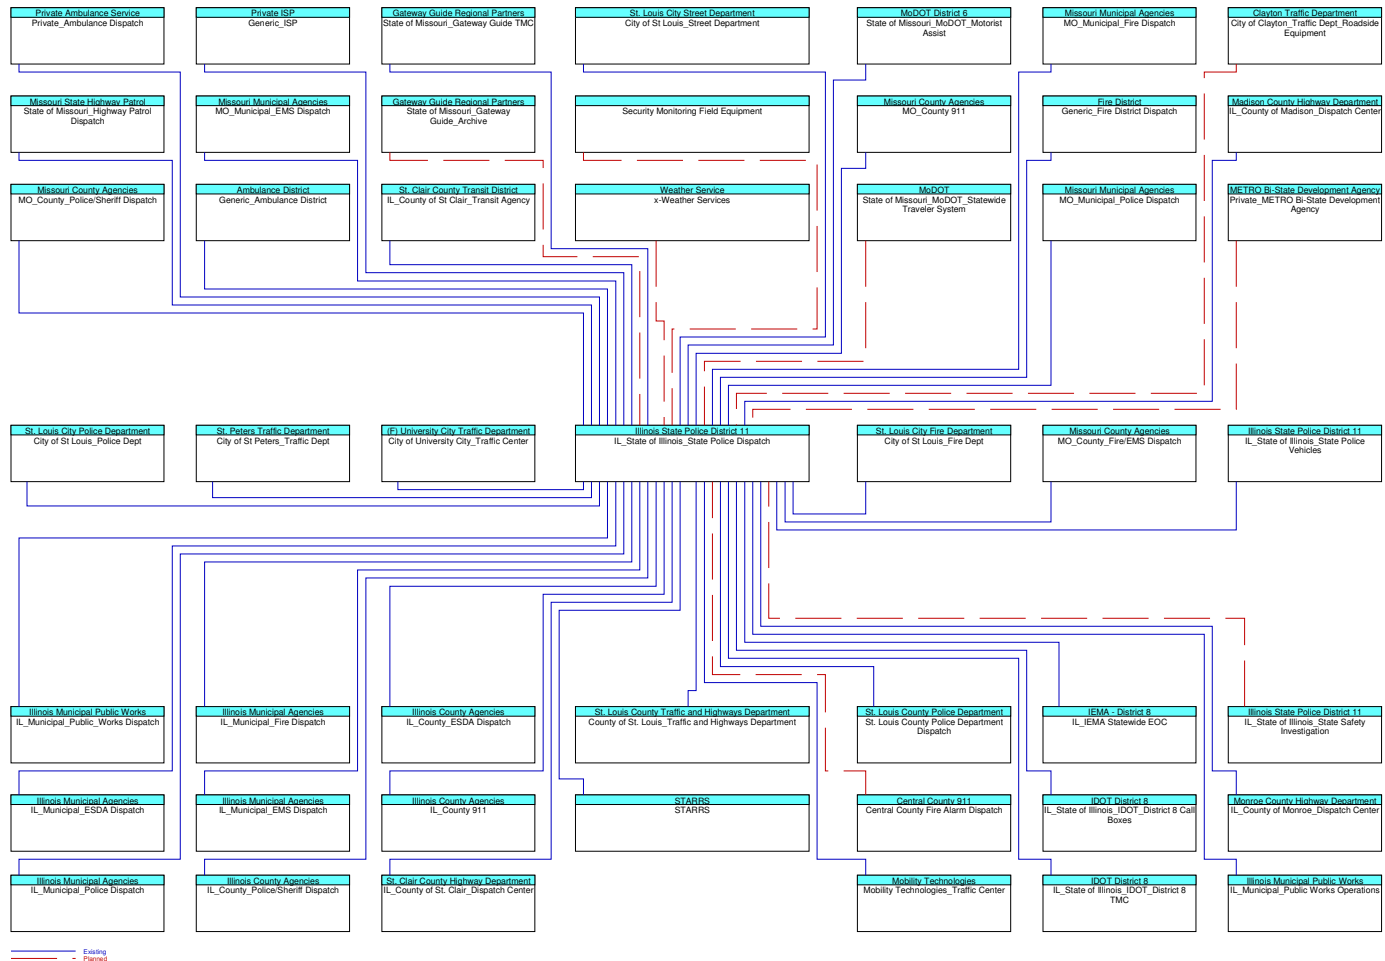 Private Ambulance Service
Private_Ambulance Dispatch
Private ISP
Generic_ISP
Gateway Guide Regional Partners
State of Missouri_Gateway Guide TMC
St. Louis City Street Department
City of St Louis_Street Department
MoDOT District 6
State of Missouri_MoDOT_Motorist
Assist
Missouri Municipal Agencies
MO_Municipal_Fire Dispatch
Clayton Traffic Department
City of Clayton_Traffic Dept_Roadside
Equipment
Missouri State Highway Patrol
State of Missouri_Highway Patrol
Dispatch
Missouri Municipal Agencies
MO_Municipal_EMS Dispatch
Gateway Guide Regional Partners
State of Missouri_Gateway
Guide_Archive
Security Monitoring Field Equipment
Missouri County Agencies
MO_County 911
Fire District
Generic_Fire District Dispatch
Madison County Highway Department
IL_County of Madison_Dispatch Center
Missouri County Agencies
MO_County_Police/Sheriff Dispatch
Ambulance District
Generic_Ambulance District
St. Clair County Transit District
IL_County of St Clair_Transit Agency
Weather Service
x-Weather Services
MoDOT
State of Missouri_MoDOT_Statewide
Traveler System
Missouri Municipal Agencies
MO_Municipal_Police Dispatch
METRO Bi-State Development Agency
Private_METRO Bi-State Development
Agency
St. Louis City Police Department
City of St Louis_Police Dept
St. Peters Traffic Department
City of St Peters_Traffic Dept
(F) University City Traffic Department
City of University City_Traffic Center
Illinois State Police District 11
IL_State of Illinois_State Police Dispatch
St. Louis City Fire Department
City of St Louis_Fire Dept
Missouri County Agencies
MO_County_Fire/EMS Dispatch
Illinois State Police District 11
IL_State of Illinois_State Police
Vehicles
Illinois Municipal Public Works
IL_Municipal_Public_Works Dispatch
Illinois Municipal Agencies
IL_Municipal_Fire Dispatch
Illinois County Agencies
IL_County_ESDA Dispatch
St. Louis County Traffic and Highways Department
County of St. Louis_Traffic and Highways Department
St. Louis County Police Department
St. Louis County Police Department
Dispatch
IEMA - District 8
IL_IEMA Statewide EOC
Illinois State Police District 11
IL_State of Illinois_State Safety
Investigation
Illinois Municipal Agencies
IL_Municipal_ESDA Dispatch
Illinois Municipal Agencies
IL_Municipal_EMS Dispatch
Illinois County Agencies
IL_County 911
STARRS
STARRS
Central County 911
Central County Fire Alarm Dispatch
IDOT District 8
IL_State of Illinois_IDOT_District 8 Call
Boxes
Monroe County Highway Department
IL_County of Monroe_Dispatch Center
Illinois Municipal Agencies
IL_Municipal_Police Dispatch
Illinois County Agencies
IL_County_Police/Sheriff Dispatch
St. Clair County Highway Department
IL_County of St. Clair_Dispatch Center
Mobility Technologies
Mobility Technologies_Traffic Center
IDOT District 8
IL_State of Illinois_IDOT_District 8
TMC
Illinois Municipal Public Works
IL_Municipal_Public Works Operations
Existing
Planned